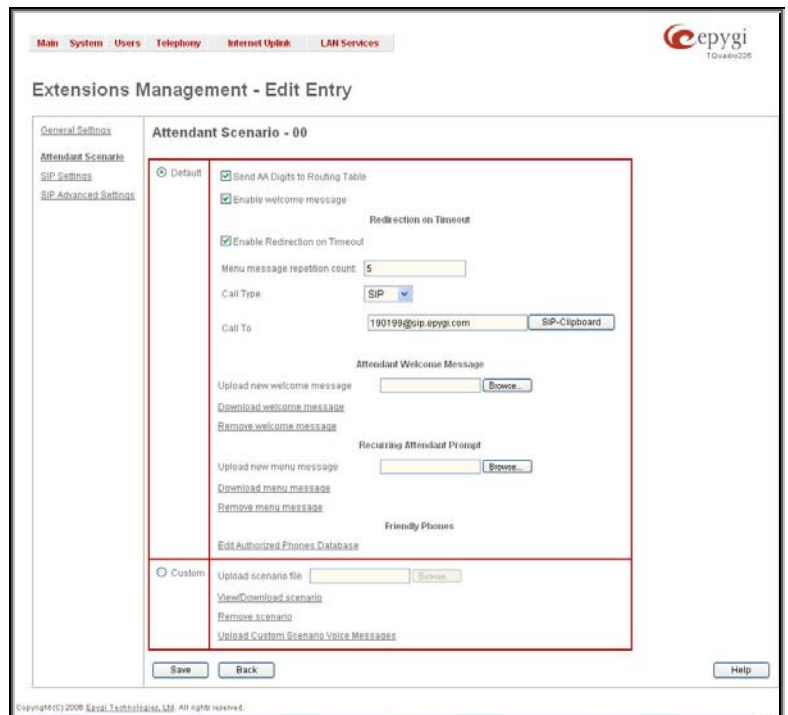 Main System Users Telephony Internet Uplink LAN Services
epygi
TQuadro225
Extensions Management - Edit Entry
General Settings
Attendant Scenario
SIP Settings
SIP Advanced Settings
Attendant Scenario - 00
Default
Send AA Digits to Routing Table
Enable welcome message
Redirection on Timeout
Enable Redirection on Timeout
Menu message repetition count: 5
Call Type SIP
Call To 190199@sip.epygi.com SIP-Clipboard
Attendant Welcome Message
Upload new welcome message Browse...
Download welcome message
Remove welcome message
Recurring Attendant Prompt
Upload new menu message Browse...
Download menu message
Remove menu message
Friendly Phones
Edit Authorized Phones Database
Custom
Upload scenario file Browse...
View/Download scenario
Remove scenario
Upload Custom Scenario Voice Messages
Save Back Help
Copyright (C) 2008 Epygi Technologies, Ltd. All rights reserved.